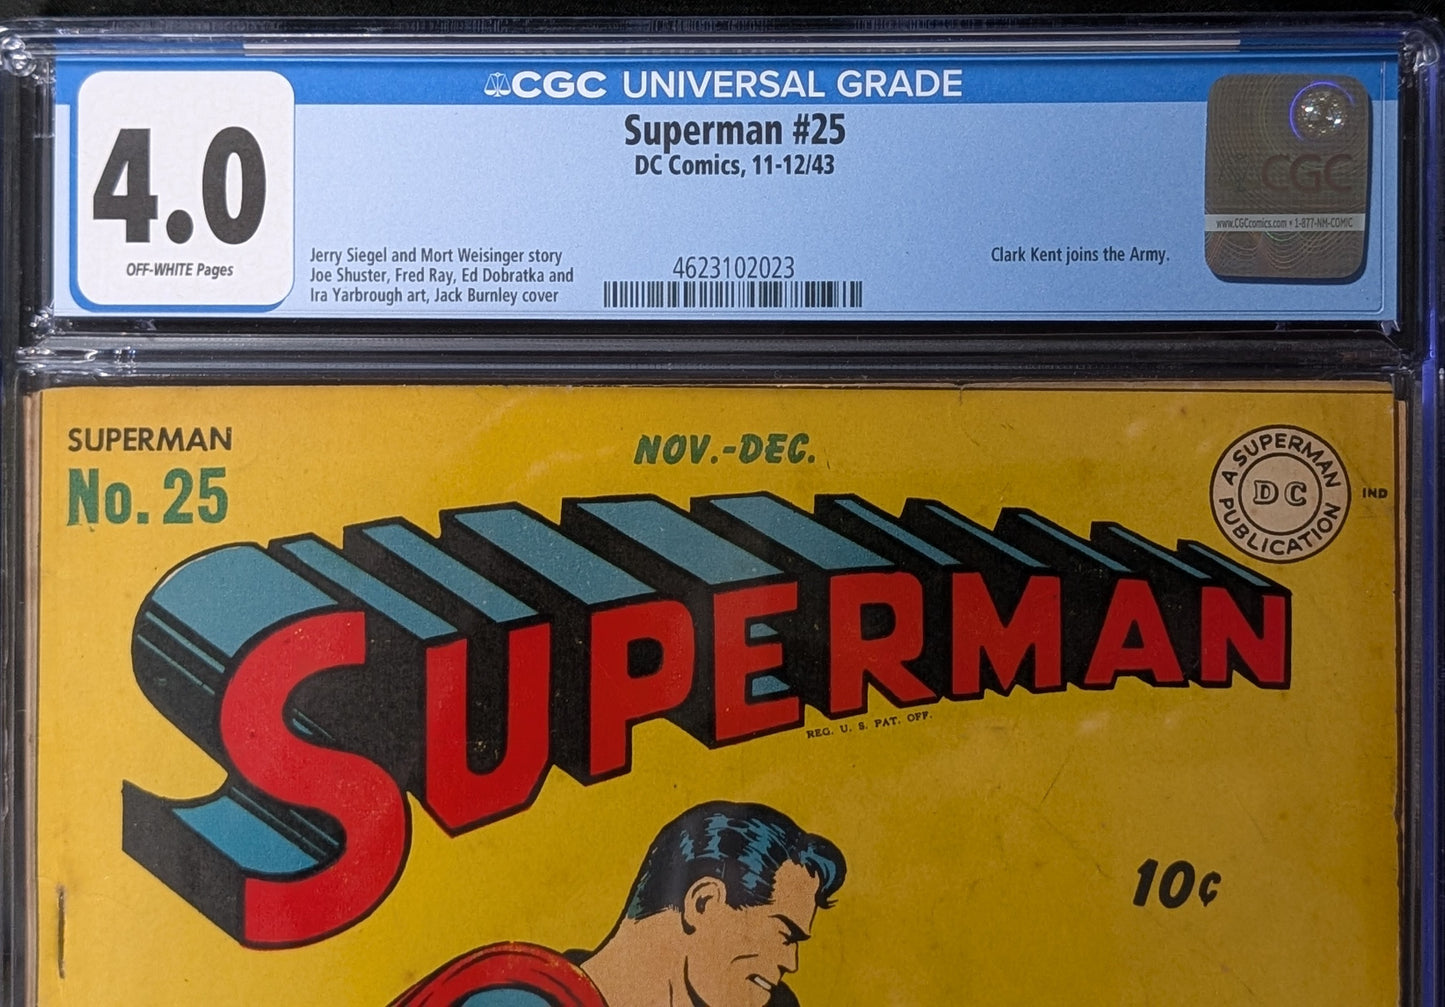 CGC UNIVERSAL GRADE
4.0
OFF-WHITE Pages
Superman #25
DC Comics, 11-12/43
Jerry Siegel and Mort Weisinger story
Joe Shuster, Fred Ray, Ed Dobratka and
Ira Yarbrough art, Jack Burnley cover
4623102023
Clark Kent joins the Army.
CGC
www.CGCcomics.com • 1-877-NM-COMIC
SUPERMAN
No. 25
NOV.-DEC.
A SUPERMAN
DC
PUBLICATION
IND
SUPERMAN
REG. U. S. PAT. OFF.
10¢